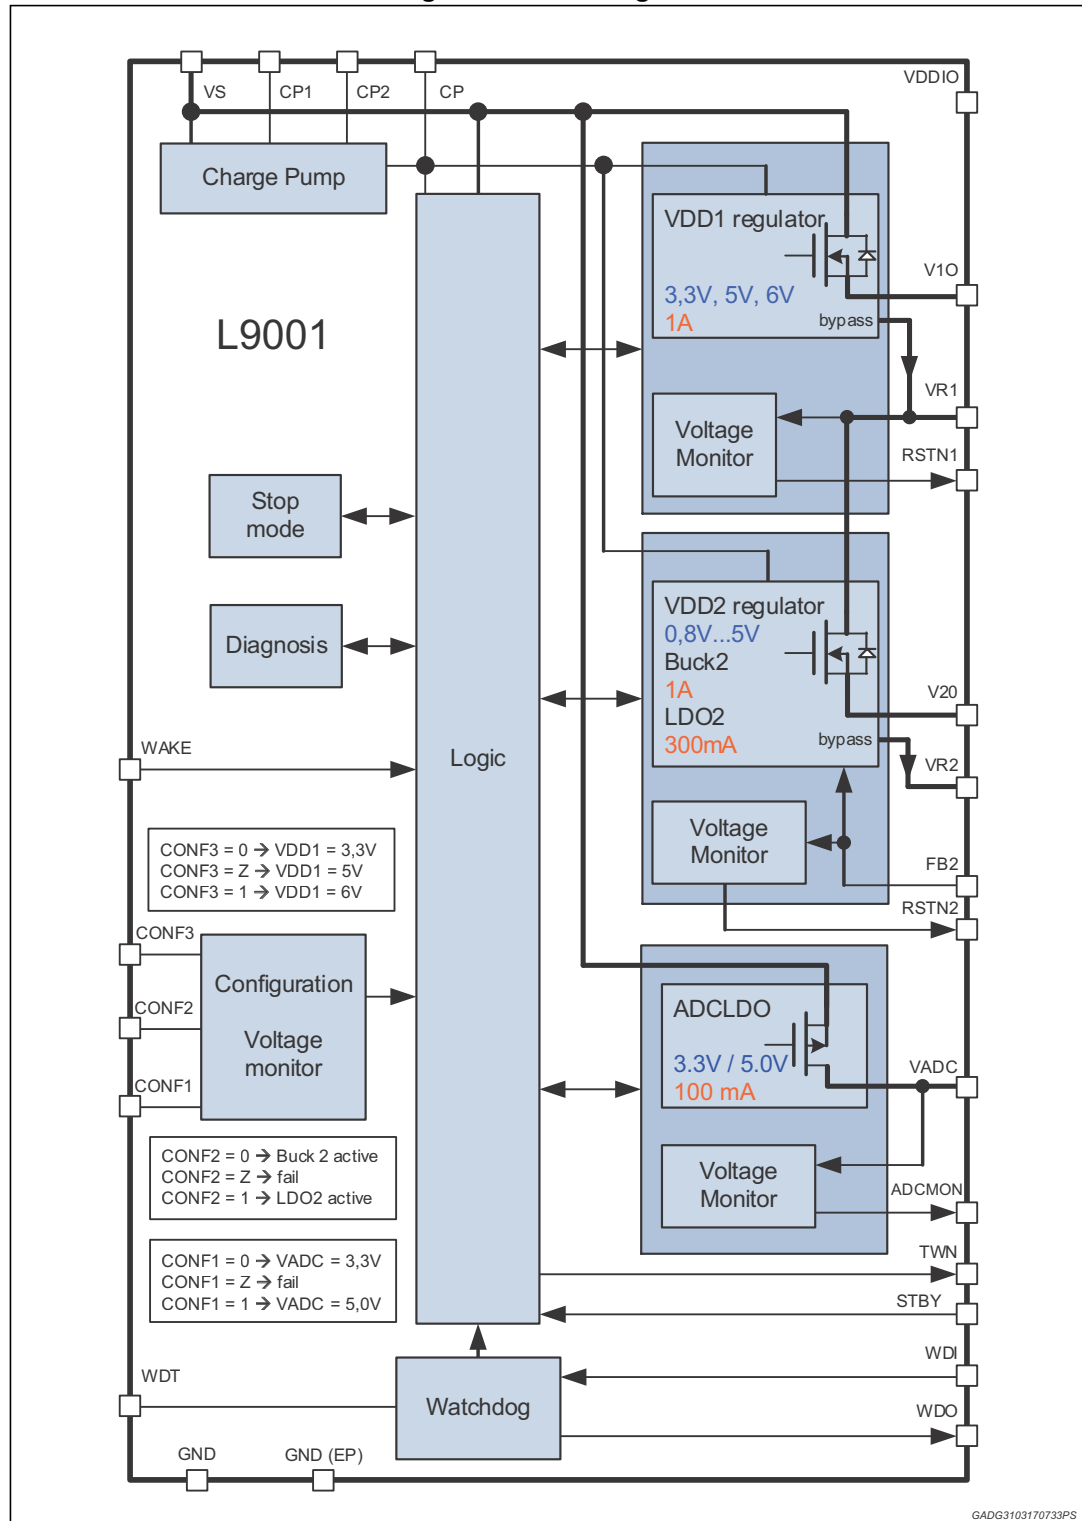 VS
CP1
CP2
CP
VDDIO
Charge Pump
L9001
VDD1 regulator
3,3V, 5V, 6V
1A
bypass
V1O
VR1
Voltage
Monitor
RSTN1
Stop
mode
Diagnosis
Logic
VDD2 regulator
0,8V...5V
Buck2
1A
LDO2
300mA
bypass
V20
VR2
WAKE
Voltage
Monitor
FB2
RSTN2
CONF3 = 0 → VDD1 = 3,3V
CONF3 = Z → VDD1 = 5V
CONF3 = 1 → VDD1 = 6V
CONF3
CONF2
CONF1
Configuration
Voltage
monitor
ADCLDO
3.3V / 5.0V
100 mA
VADC
Voltage
Monitor
ADCMON
CONF2 = 0 → Buck 2 active
CONF2 = Z → fail
CONF2 = 1 → LDO2 active
CONF1 = 0 → VADC = 3,3V
CONF1 = Z → fail
CONF1 = 1 → VADC = 5,0V
TWN
STBY
WDT
Watchdog
WDI
WDO
GND
GND (EP)
GADG3103170733PS